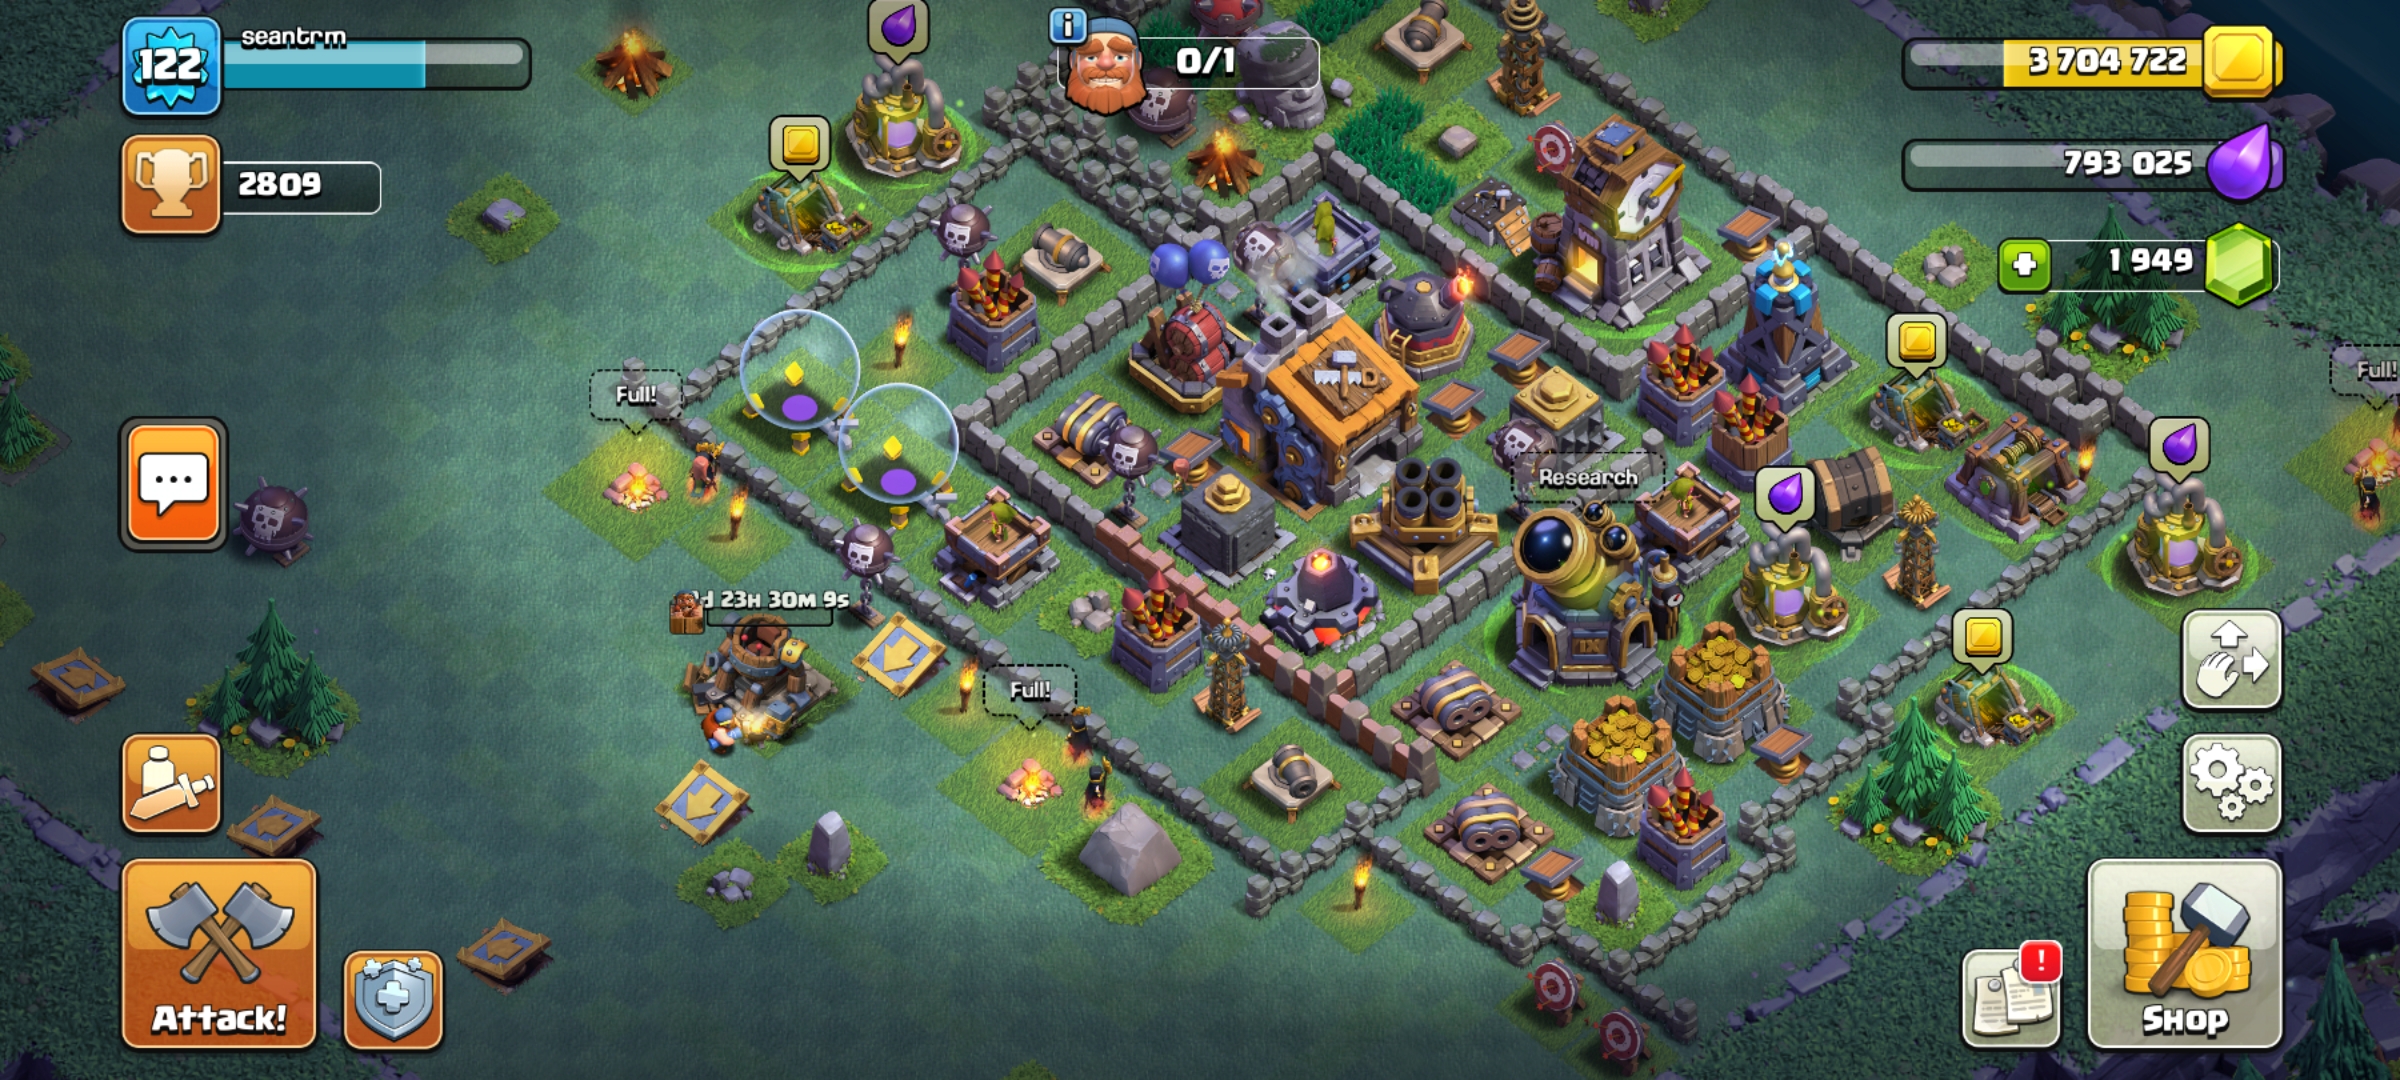 122
seantrm
0/1
3 704 722
2809
793 025
1 949
Full!
Full!
Research
d 23H 30M 9s
Full!
IX
Attack!
!
Shop